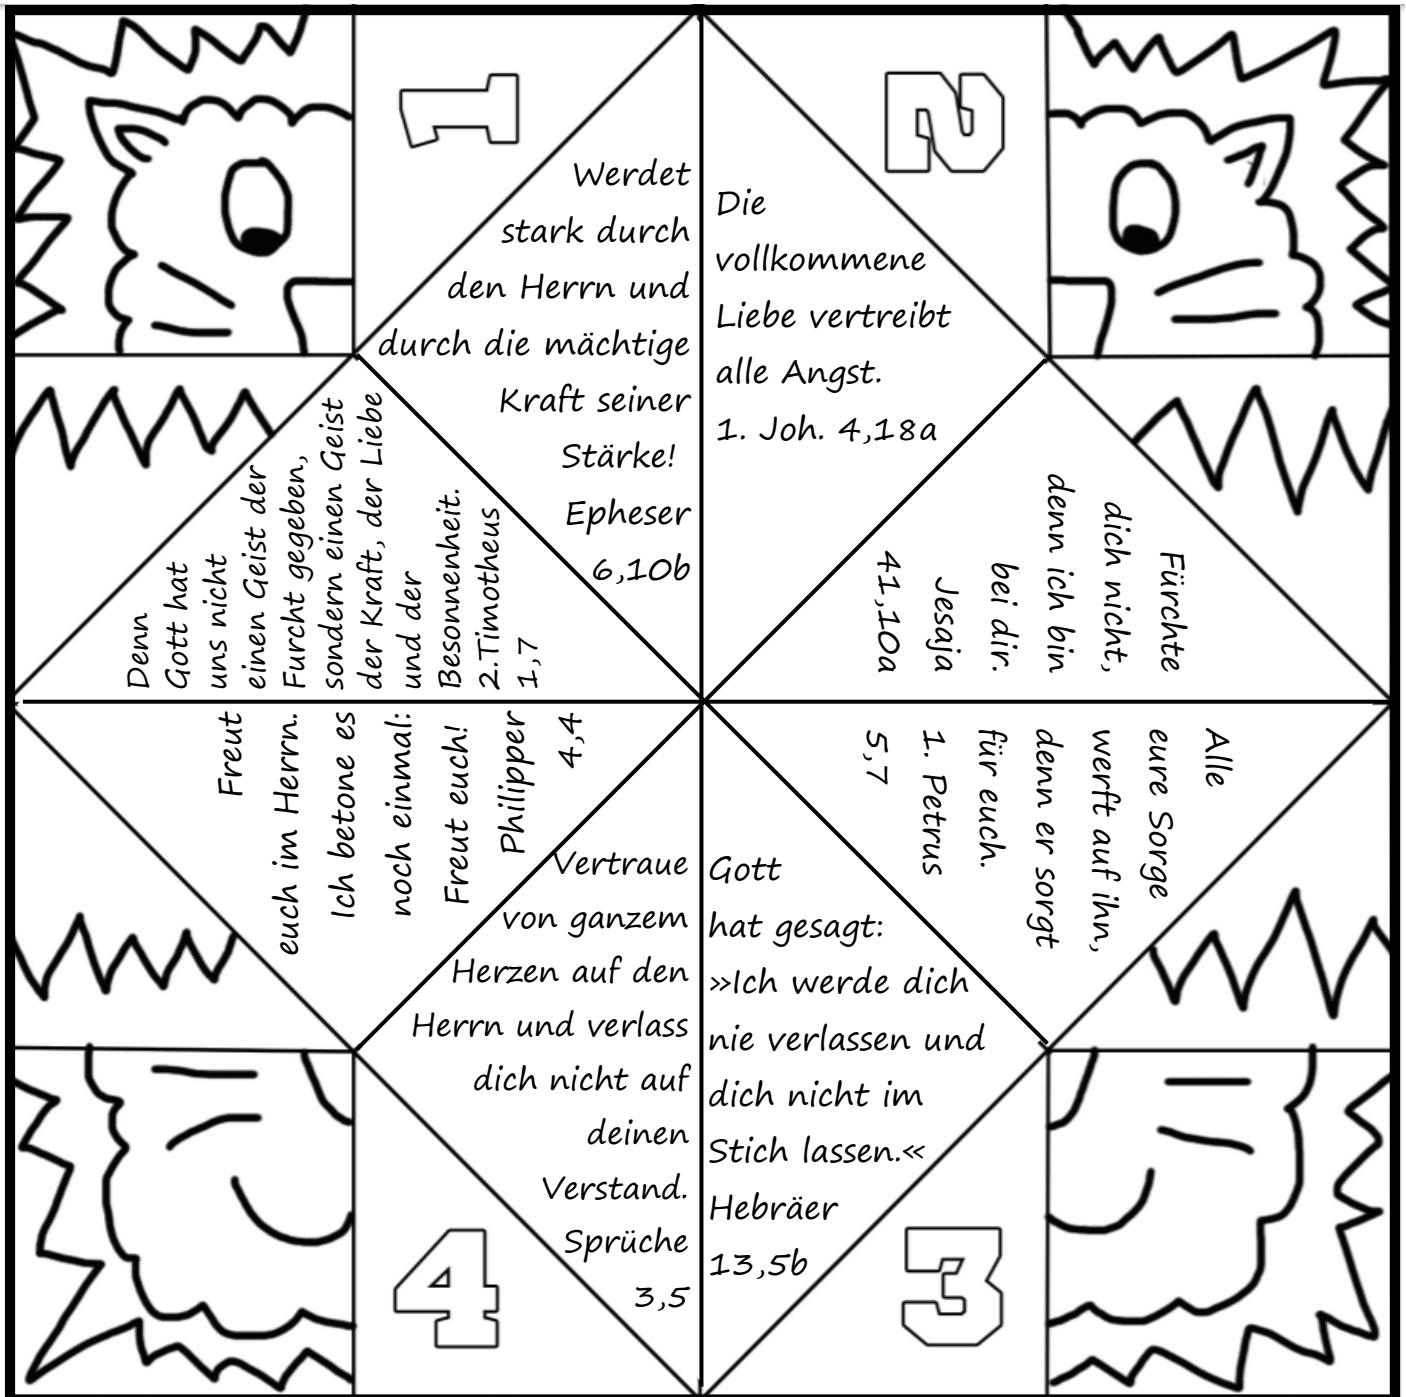 1
Werdet
stark durch
den Herrn und
durch die mächtige
Kraft seiner
Stärke!
Epheser
6,10b
2
Die
vollkommene
Liebe vertreibt
alle Angst.
1. Joh. 4,18a
Fürchte
dich nicht,
denn ich bin
bei dir.
Jesaja
41,10a
Alle
eure Sorge
werft auf ihn,
denn er sorgt
für euch.
1. Petrus
5,7
Gott
hat gesagt:
»Ich werde dich
nie verlassen und
dich nicht im
Stich lassen.«
Hebräer
13,5b
3
Vertraue
von ganzem
Herzen auf den
Herrn und verlass
dich nicht auf
deinen
Verstand.
Sprüche
3,5
4
Freut
euch im Herrn.
Ich betone es
noch einmal:
Freut euch!
Philipper
4,4
Denn
Gott hat
uns nicht
einen Geist der
Furcht gegeben,
sondern einen Geist
der Kraft, der Liebe
und der
Besonnenheit.
2.Timotheus
1,7